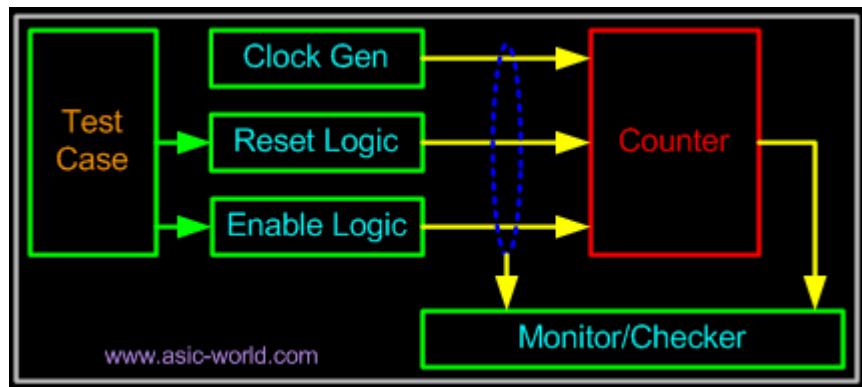 Test
Case
Clock Gen
Reset Logic
Enable Logic
Counter
Monitor/Checker
www.asic-world.com